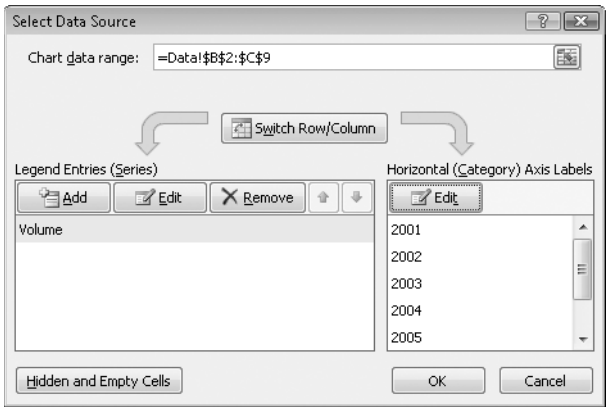 Select Data Source
Chart data range: =Data!$B$2:$C$9
Switch Row/Column
Legend Entries (Series)
Horizontal (Category) Axis Labels
Add Edit Remove
Edit
Volume
2001
2002
2003
2004
2005
Hidden and Empty Cells
OK Cancel